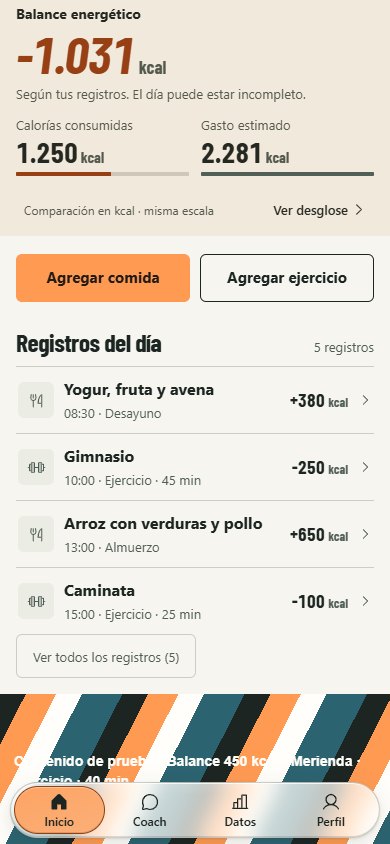 Balance energético
-1.031 kcal
Según tus registros. El día puede estar incompleto.
Calorías consumidas
1.250 kcal
Gasto estimado
2.281 kcal
Comparación en kcal · misma escala
Ver desglose
Agregar comida
Agregar ejercicio
Registros del día
5 registros
Yogur, fruta y avena
08:30 · Desayuno
+380 kcal
Gimnasio
10:00 · Ejercicio · 45 min
-250 kcal
Arroz con verduras y pollo
13:00 · Almuerzo
+650 kcal
Caminata
15:00 · Ejercicio · 25 min
-100 kcal
Ver todos los registros (5)
de Balance 450 Merienda ·
· 40 min
Inicio
Coach
Datos
Perfil